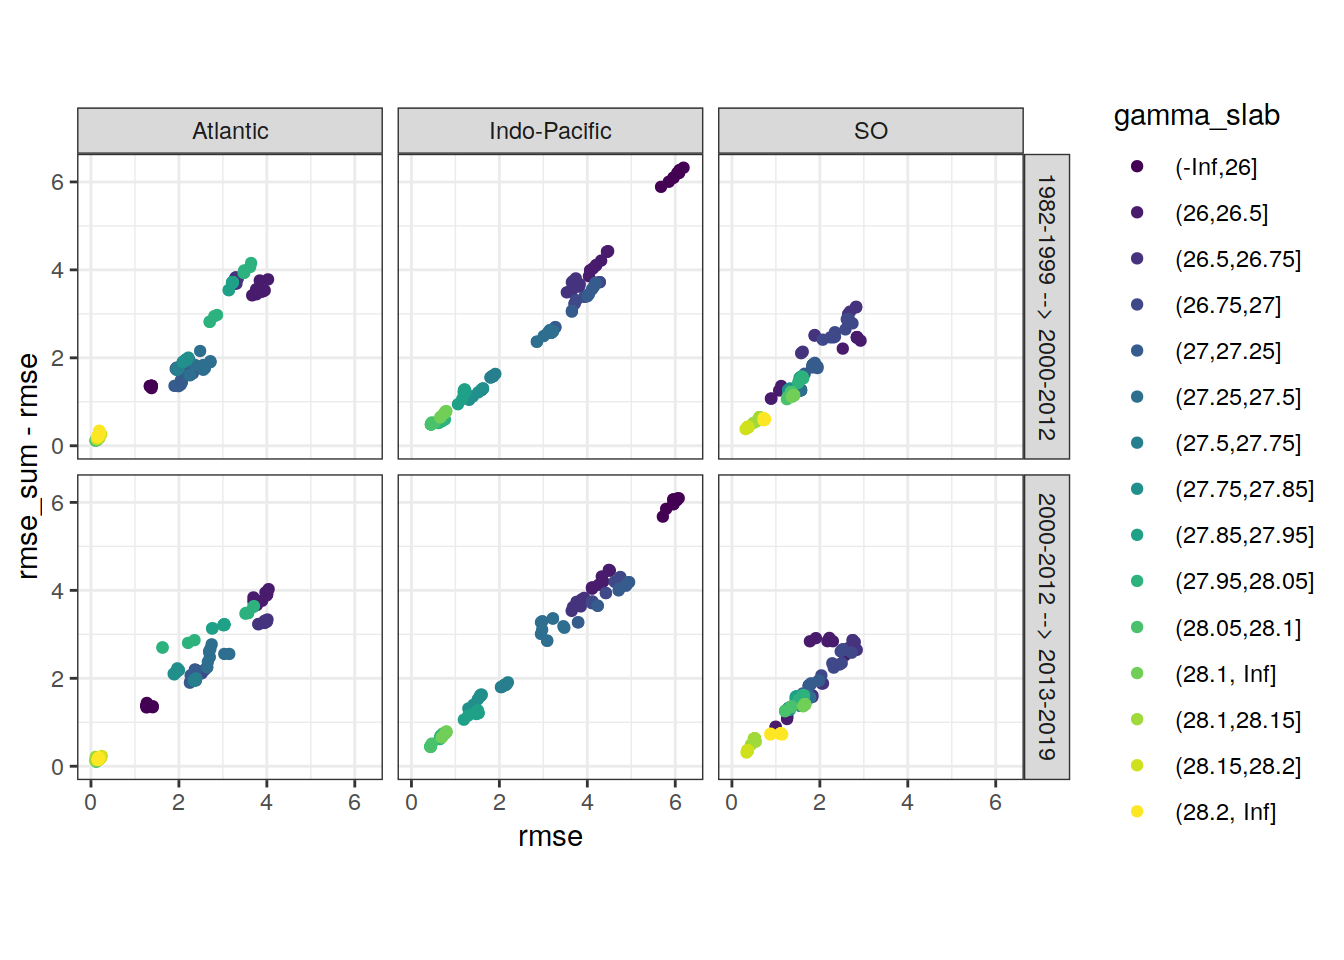 Atlantic
Indo-Pacific
SO
6
4
2
0
1982-1999 --> 2000-2012
6
4
2
0
2000-2012 --> 2013-2019
0 2 4 6
0 2 4 6
0 2 4 6
rmse
rmse_sum - rmse
gamma_slab
(-Inf,26]
(26,26.5]
(26.5,26.75]
(26.75,27]
(27,27.25]
(27.25,27.5]
(27.5,27.75]
(27.75,27.85]
(27.85,27.95]
(27.95,28.05]
(28.05,28.1]
(28.1, Inf]
(28.1,28.15]
(28.15,28.2]
(28.2, Inf]